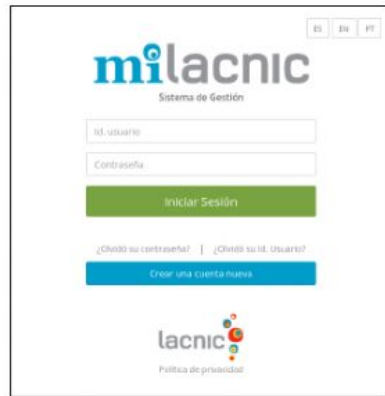 ES EN PT
milacnic
Sistema de Gestión
Id. usuario
Contraseña
Iniciar Sesión
¿Olvidó su contraseña? | ¿Olvidó su Id. Usuario?
Crear una cuenta nueva
lacnic
Política de privacidad